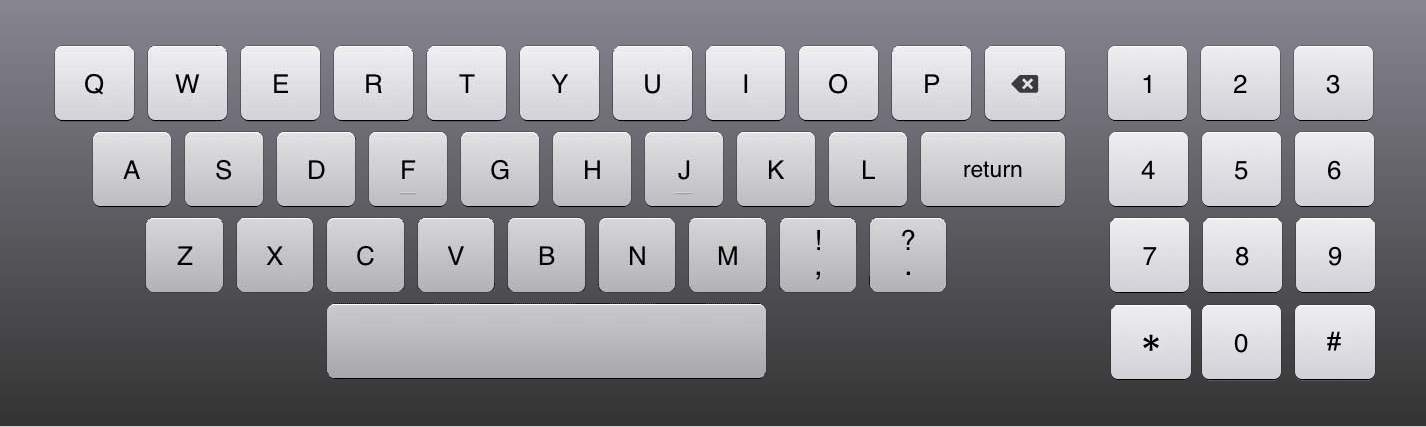 Q W E R T Y U I O P 1 2 3
A S D F G H J K L return 4 5 6
Z X C V B N M ! , ? . 7 8 9
* 0 #